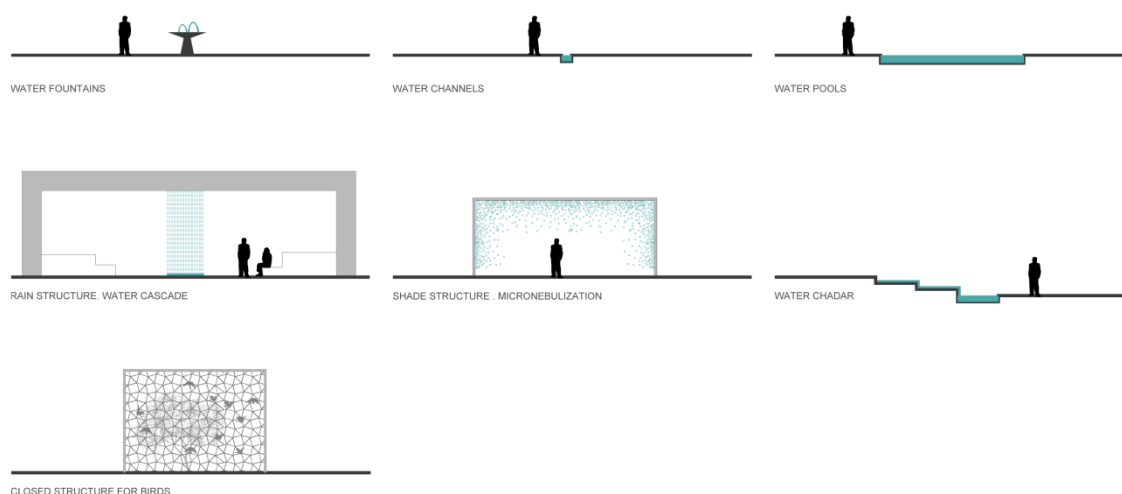 WATER FOUNTAINS
WATER CHANNELS
WATER POOLS
RAIN STRUCTURE. WATER CASCADE
SHADE STRUCTURE . MICRONEBULIZATION
WATER CHADAR
CLOSED STRUCTURE FOR BIRDS